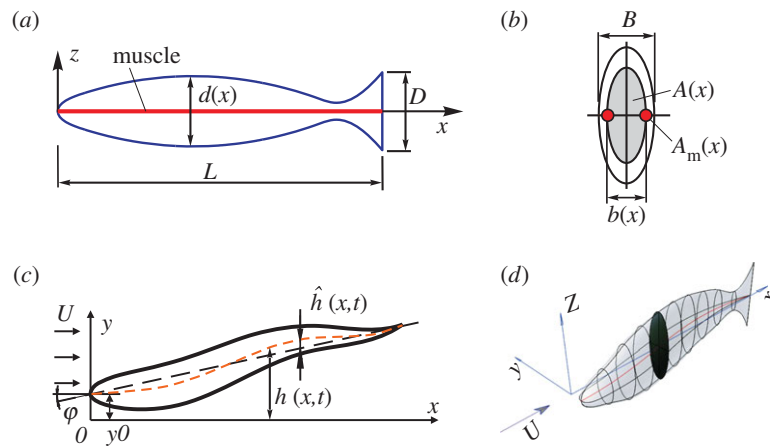 (a)
z
muscle
d(x)
D
x
L
(b)
B
A(x)
A_m(x)
b(x)
(c)
U
y
ĥ (x,t)
h (x,t)
φ
0
y0
x
(d)
Z
y
x
U